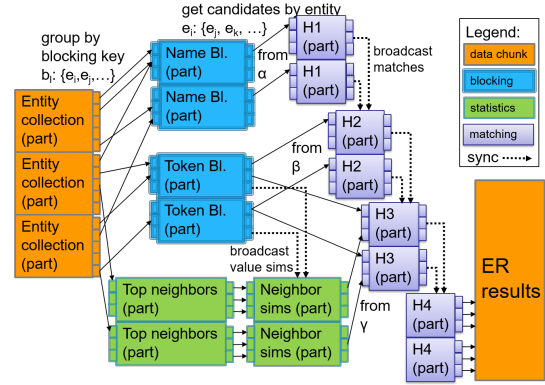 get candidates by entity
eᵢ: {eⱼ, eₖ, …}
group by
blocking key
bᵢ: {eᵢ,eⱼ,…}
Entity
collection
(part)
Entity
collection
(part)
Entity
collection
(part)
Name Bl.
(part)
Name Bl.
(part)
from
α
H1
(part)
H1
(part)
broadcast
matches
Legend:
data chunk
blocking
statistics
matching
sync
Token Bl.
(part)
Token Bl.
(part)
from
β
H2
(part)
H2
(part)
broadcast
value sims
H3
(part)
H3
(part)
Top neighbors
(part)
Top neighbors
(part)
Neighbor
sims (part)
Neighbor
sims (part)
from
γ
H4
(part)
H4
(part)
ER
results